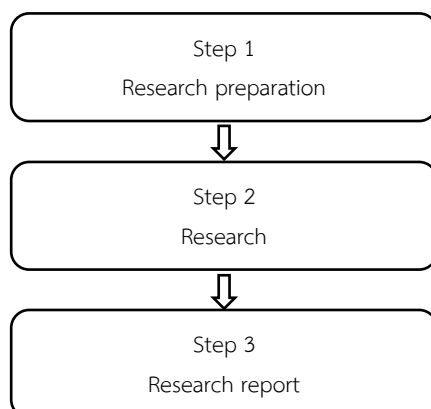 Step 1
Research preparation
Step 2
Research
Step 3
Research report